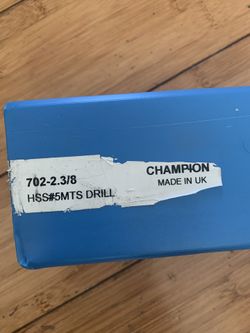 702-2.3/8 CHAMPION
HSS#5MTS DRILL MADE IN UK